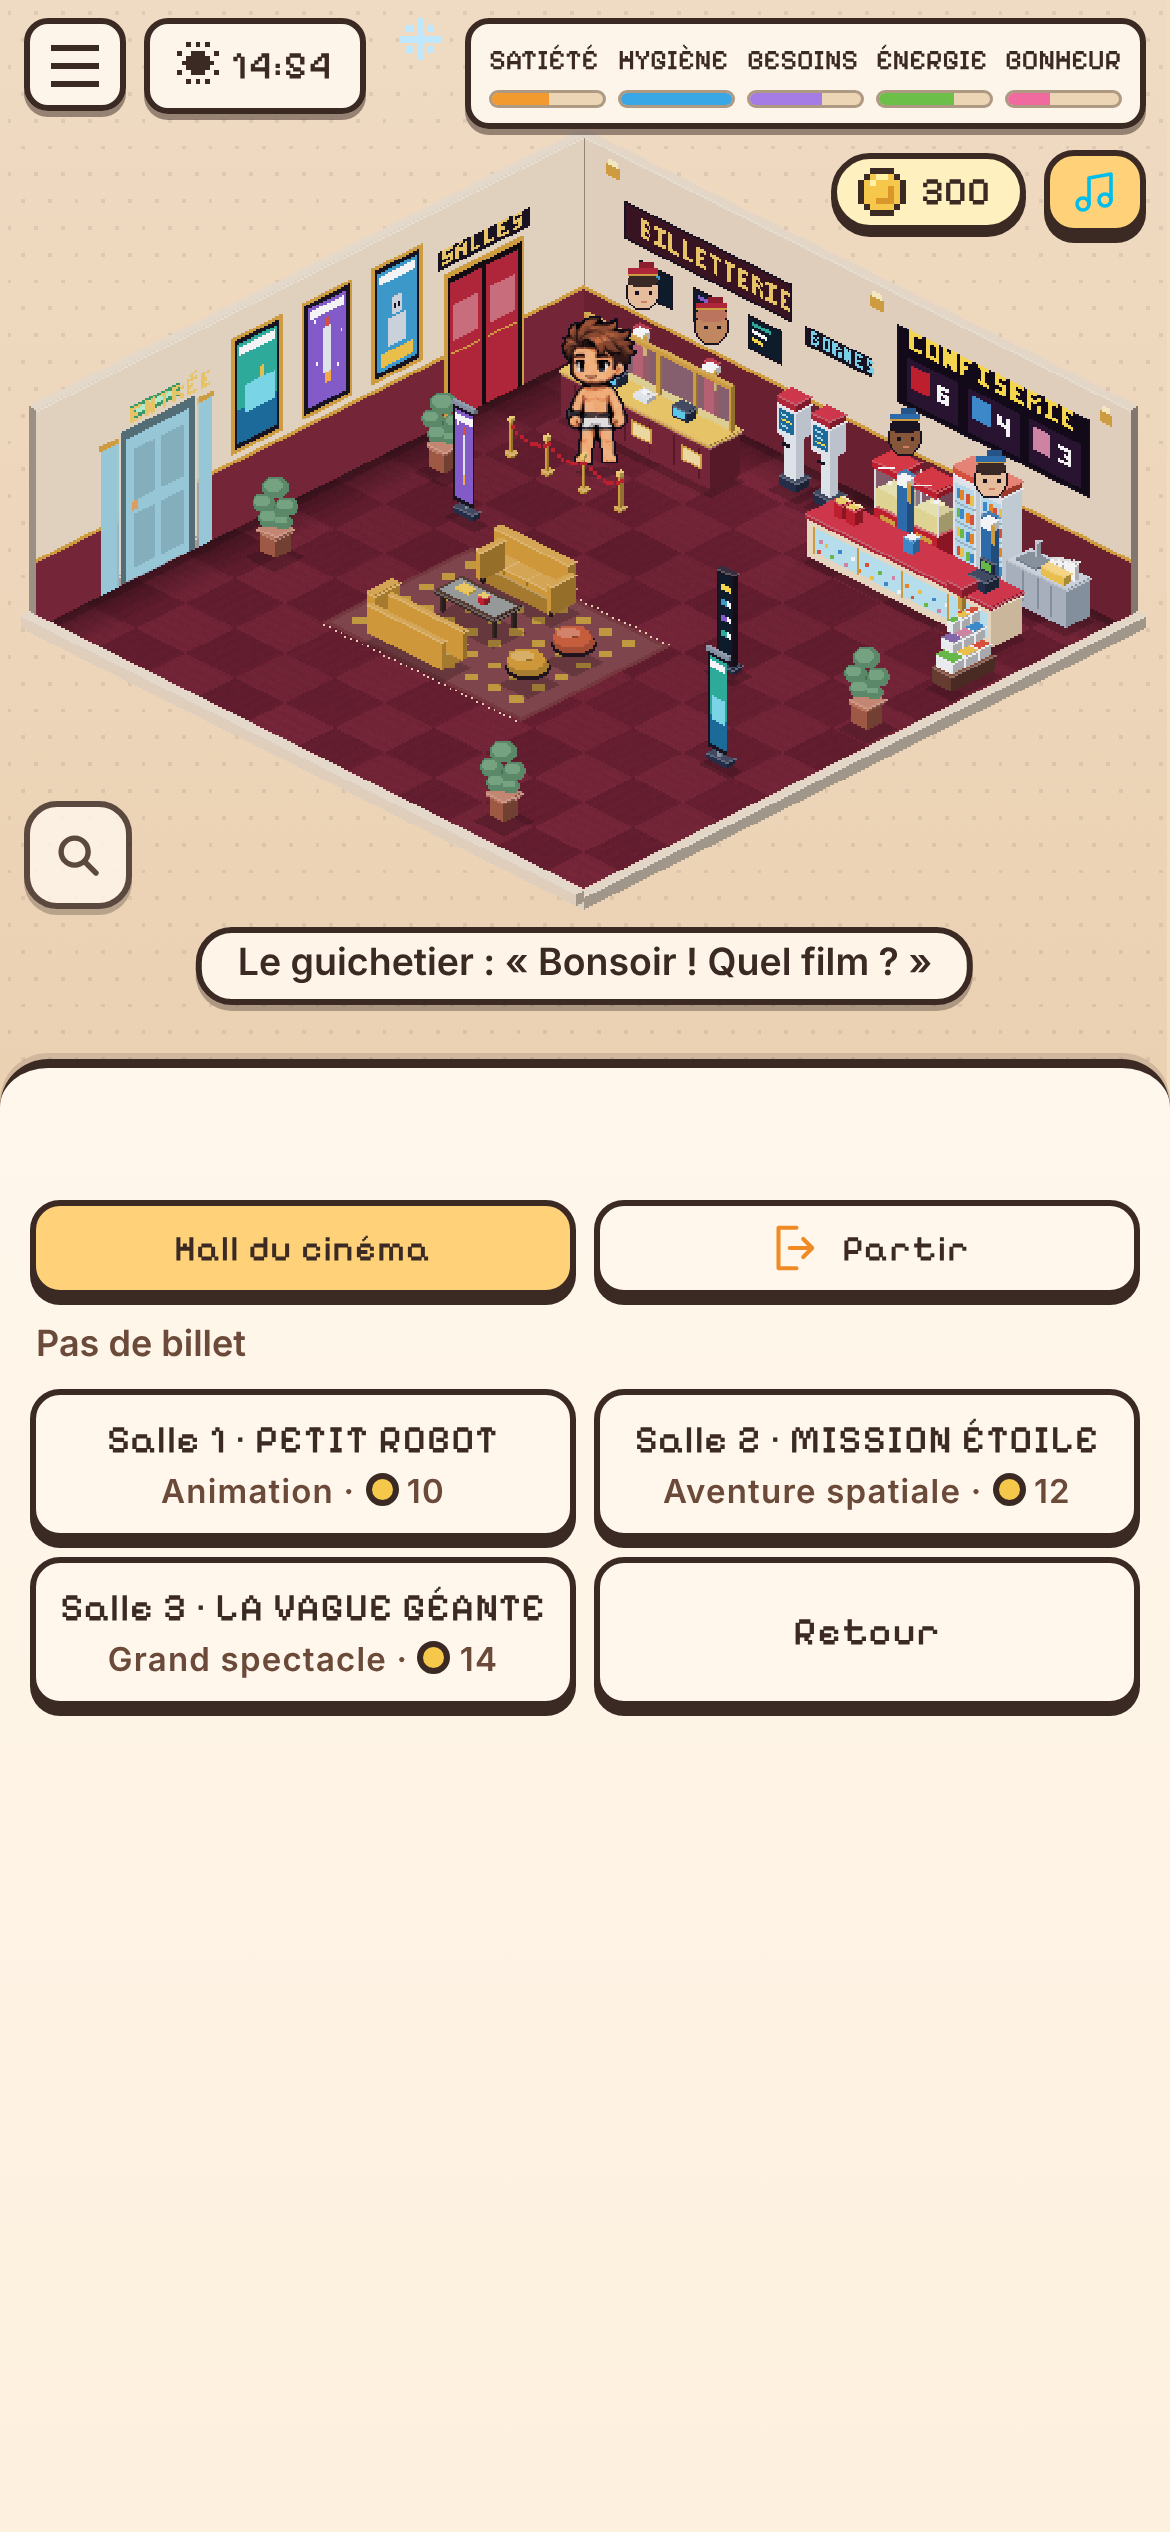 14:54
SATIÉTÉ HYGIÈNE BESOINS ÉNERGIE BONHEUR
300
SALLES
BILLETTERIE
BORNES
CONFISERIE
6 4 3
Le guichetier : « Bonsoir ! Quel film ? »
Hall du cinéma
Partir
Pas de billet
Salle 1 · PETIT ROBOT
Animation · 10
Salle 2 · MISSION ÉTOILE
Aventure spatiale · 12
Salle 3 · LA VAGUE GÉANTE
Grand spectacle · 14
Retour